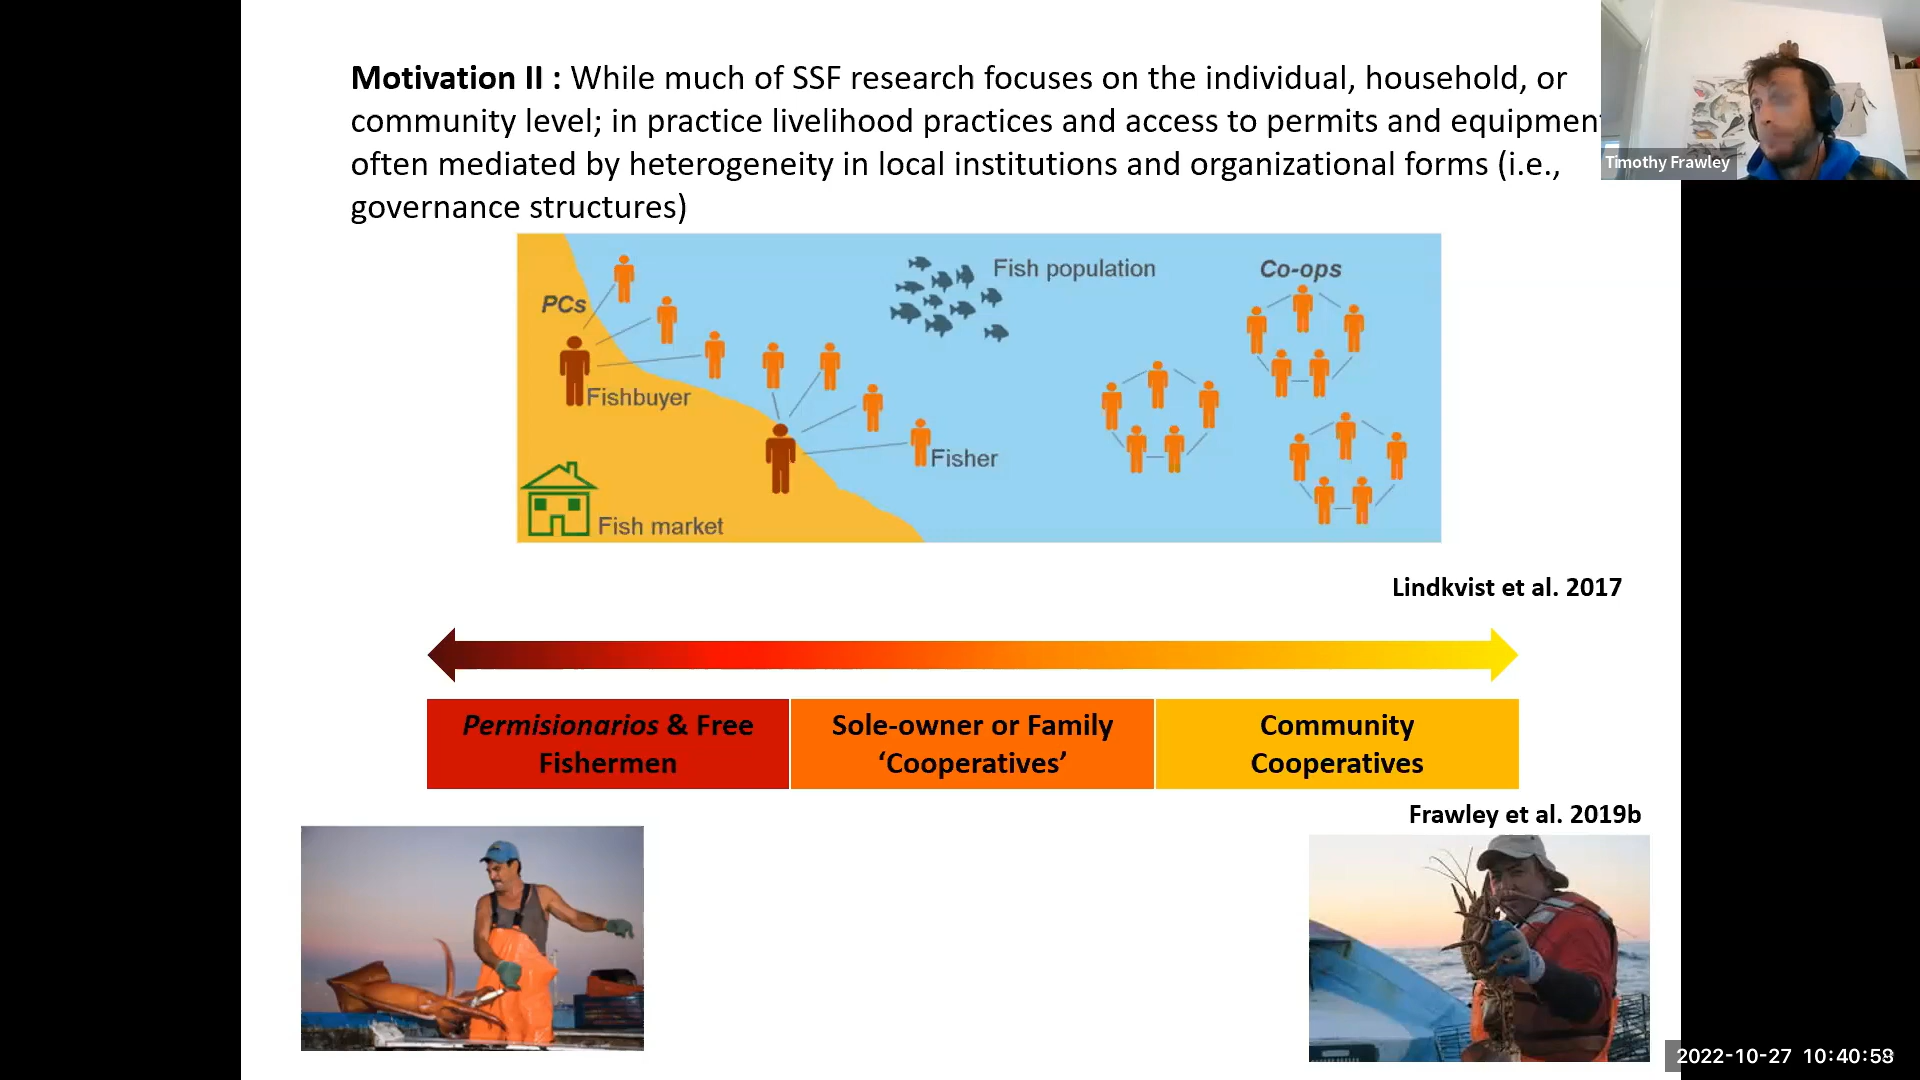 Motivation II : While much of SSF research focuses on the individual, household, or
community level; in practice livelihood practices and access to permits and equipment
often mediated by heterogeneity in local institutions and organizational forms (i.e.,
governance structures)
Timothy Frawley
PCs
Fishbuyer
Fish market
Fisher
Fish population
Co-ops
Lindkvist et al. 2017
Permisionarios & Free
Fishermen
Sole-owner or Family
‘Cooperatives’
Community
Cooperatives
Frawley et al. 2019b
2022-10-27 10:40:58